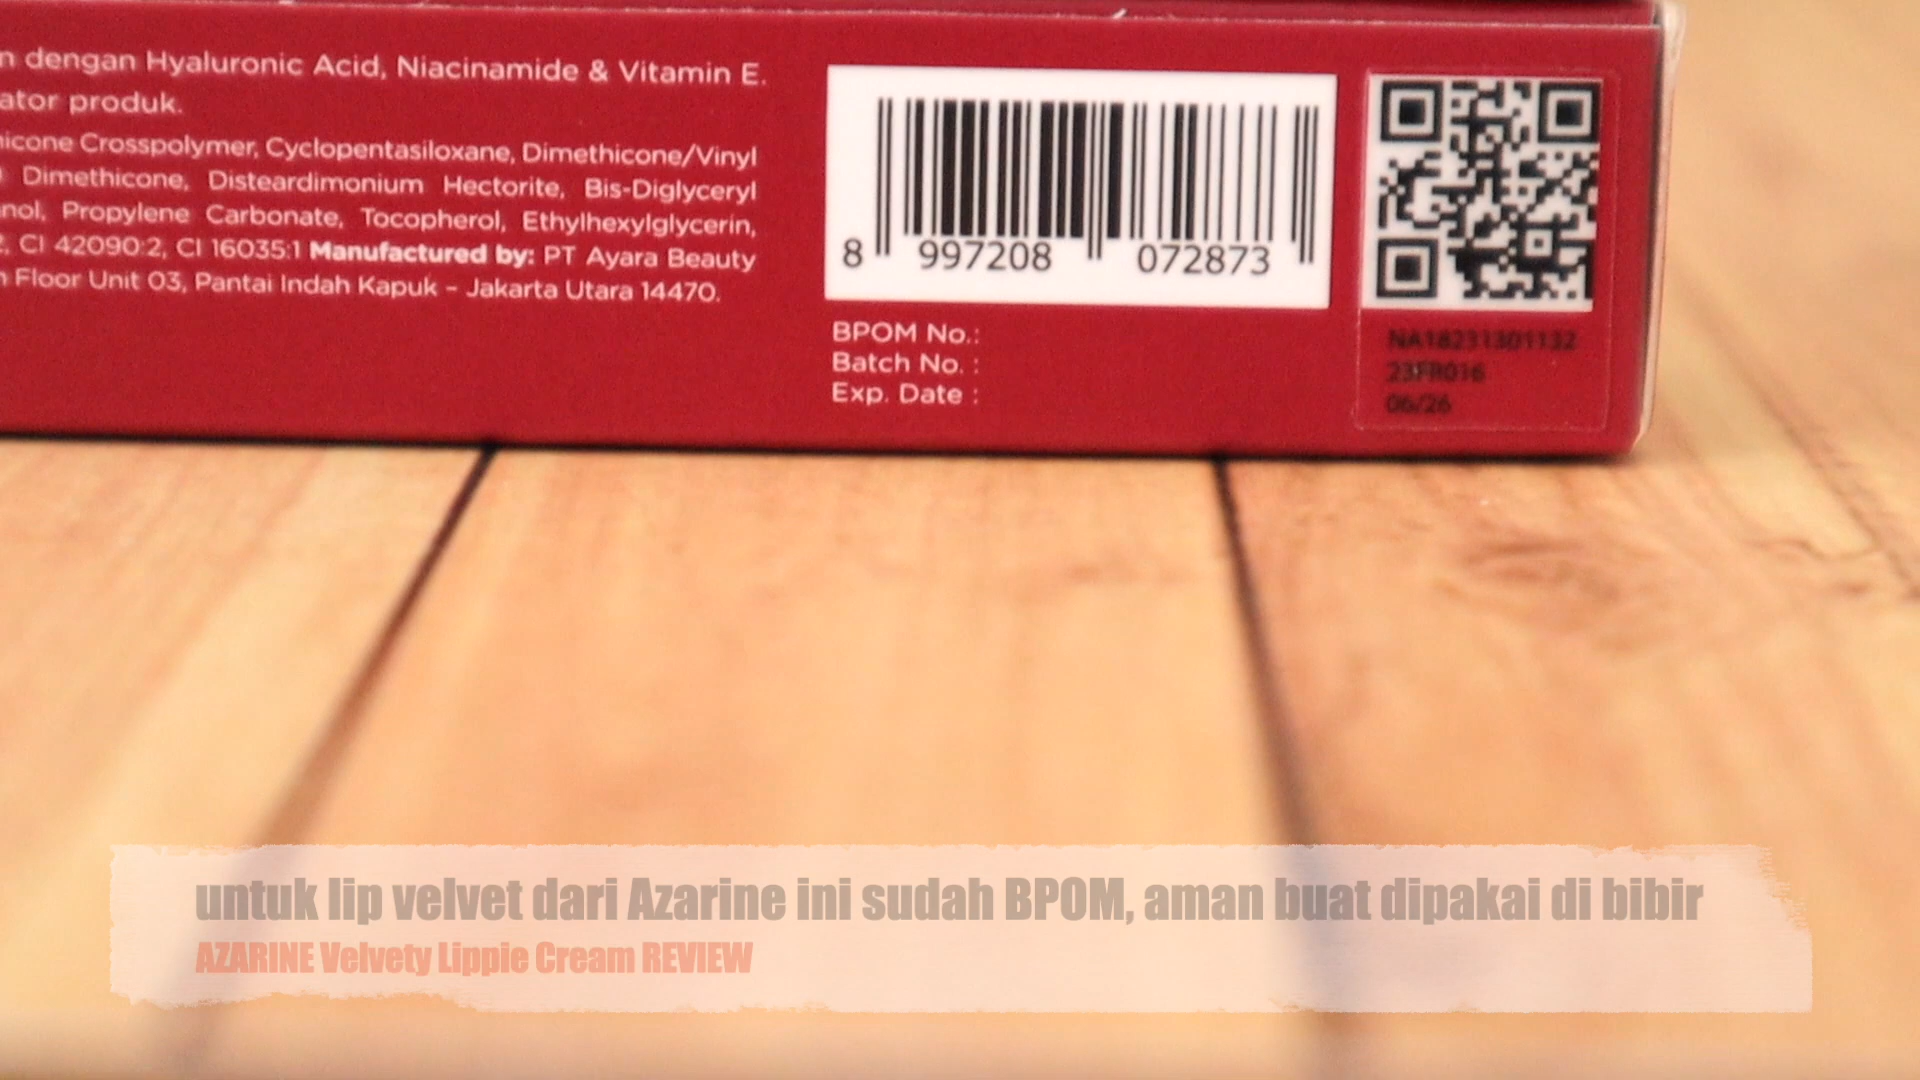 n dengan Hyaluronic Acid, Niacinamide & Vitamin E.
ator produk.
icone Crosspolymer, Cyclopentasiloxane, Dimethicone/Vinyl
Dimethicone, Disteardimonium Hectorite, Bis-Diglyceryl
nol, Propylene Carbonate, Tocopherol, Ethylhexylglycerin,
2, CI 42090:2, CI 16035:1 Manufactured by: PT Ayara Beauty
n Floor Unit 03, Pantai Indah Kapuk – Jakarta Utara 14470.
8 997208 072873
BPOM No.:
Batch No. :
Exp. Date :
NA18231301132
23FR016
06/26
untuk lip velvet dari Azarine ini sudah BPOM, aman buat dipakai di bibir
AZARINE Velvety Lippie Cream REVIEW